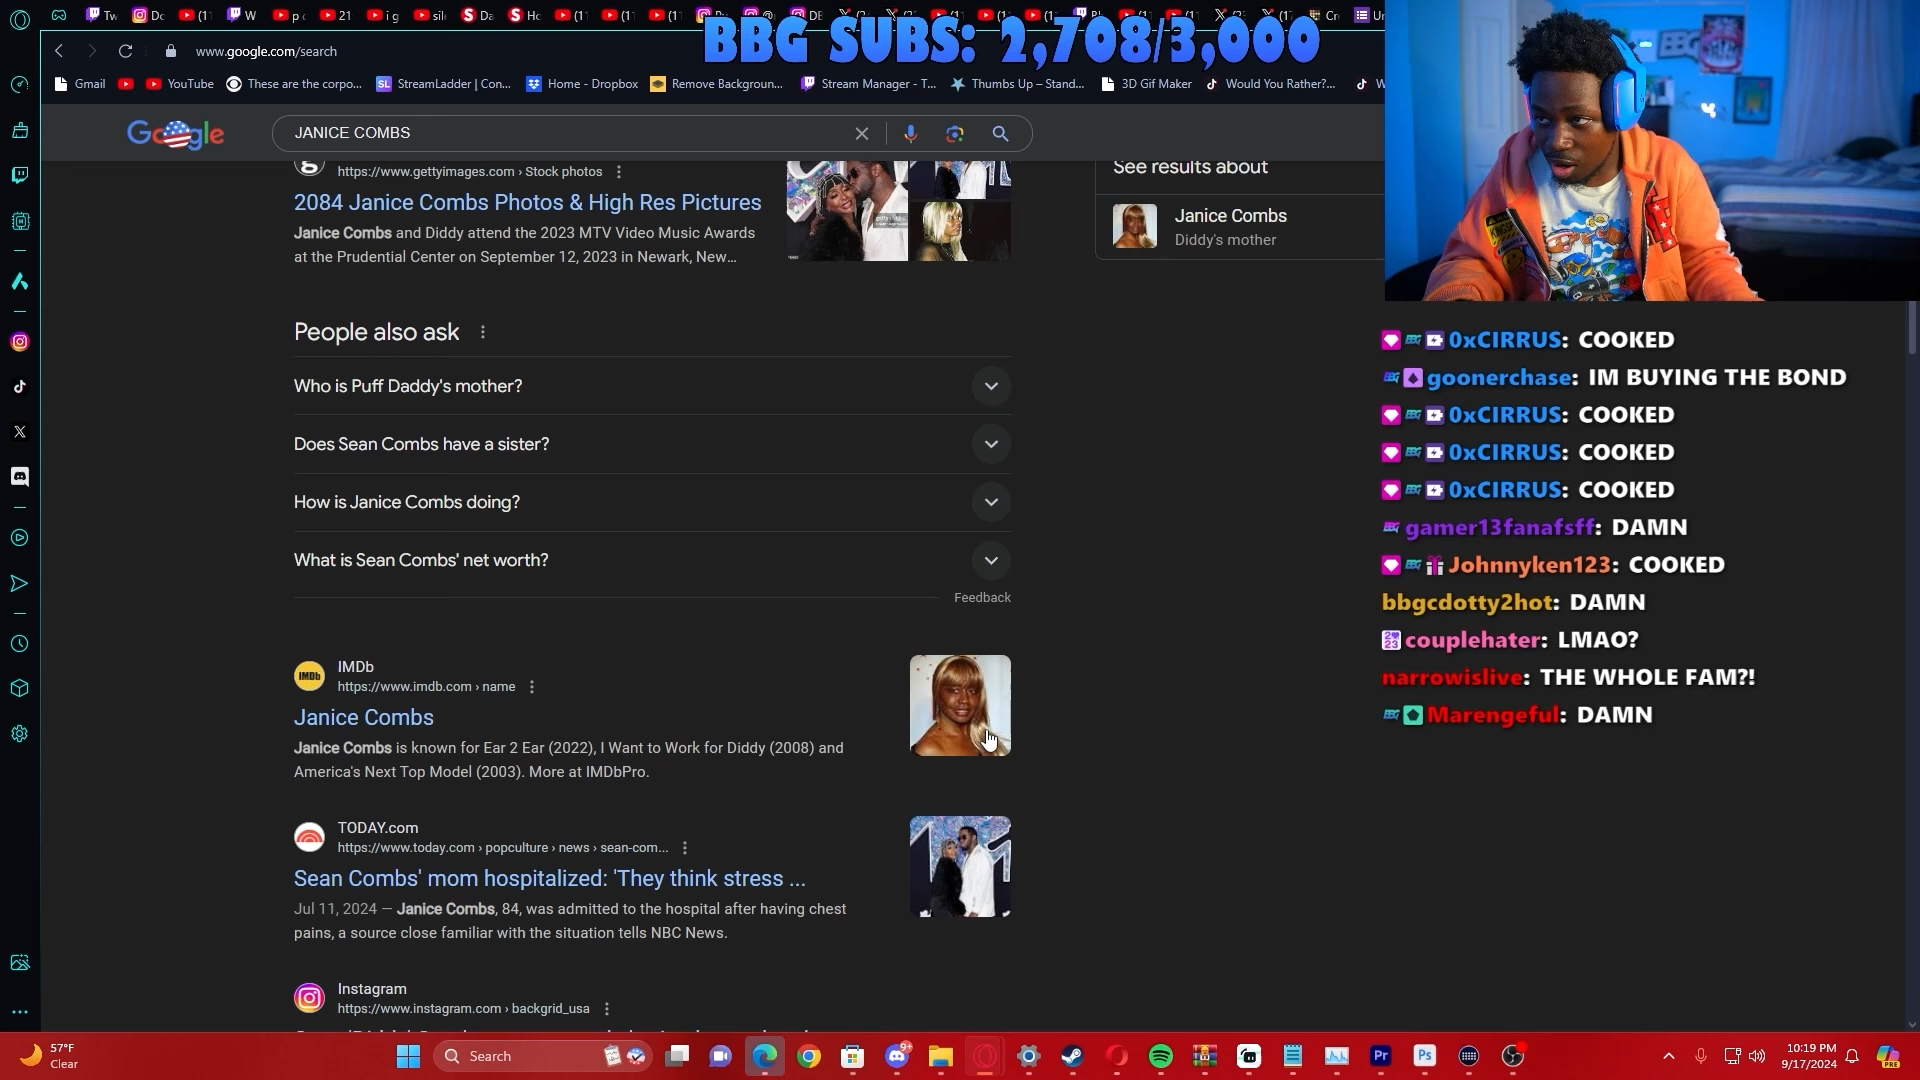 BBG SUBS: 2,708/3,000
www.google.com/search
Gmail
YouTube
These are the corpo...
SL StreamLadder | Con...
Home - Dropbox
Remove Backgroun...
Stream Manager - T...
Thumbs Up – Stand...
3D Gif Maker
Would You Rather?...
Google
JANICE COMBS
https://www.gettyimages.com › Stock photos
2084 Janice Combs Photos & High Res Pictures
Janice Combs and Diddy attend the 2023 MTV Video Music Awards
at the Prudential Center on September 12, 2023 in Newark, New…
See results about
Janice Combs
Diddy's mother
People also ask
Who is Puff Daddy's mother?
Does Sean Combs have a sister?
How is Janice Combs doing?
What is Sean Combs' net worth?
Feedback
IMDb
IMDb
https://www.imdb.com › name
Janice Combs
Janice Combs is known for Ear 2 Ear (2022), I Want to Work for Diddy (2008) and
America's Next Top Model (2003). More at IMDbPro.
TODAY.com
https://www.today.com › popculture › news › sean-com...
Sean Combs' mom hospitalized: 'They think stress ...
Jul 11, 2024 — Janice Combs, 84, was admitted to the hospital after having chest
pains, a source close familiar with the situation tells NBC News.
Instagram
https://www.instagram.com › backgrid_usa
0xCIRRUS: COOKED
goonerchase: IM BUYING THE BOND
0xCIRRUS: COOKED
0xCIRRUS: COOKED
0xCIRRUS: COOKED
gamer13fanafsff: DAMN
Johnnyken123: COOKED
bbgcdotty2hot: DAMN
couplehater: LMAO?
narrowislive: THE WHOLE FAM?!
Marengeful: DAMN
57°F
Clear
Search
9+
Pr
Ps
10:19 PM
9/17/2024
PRE